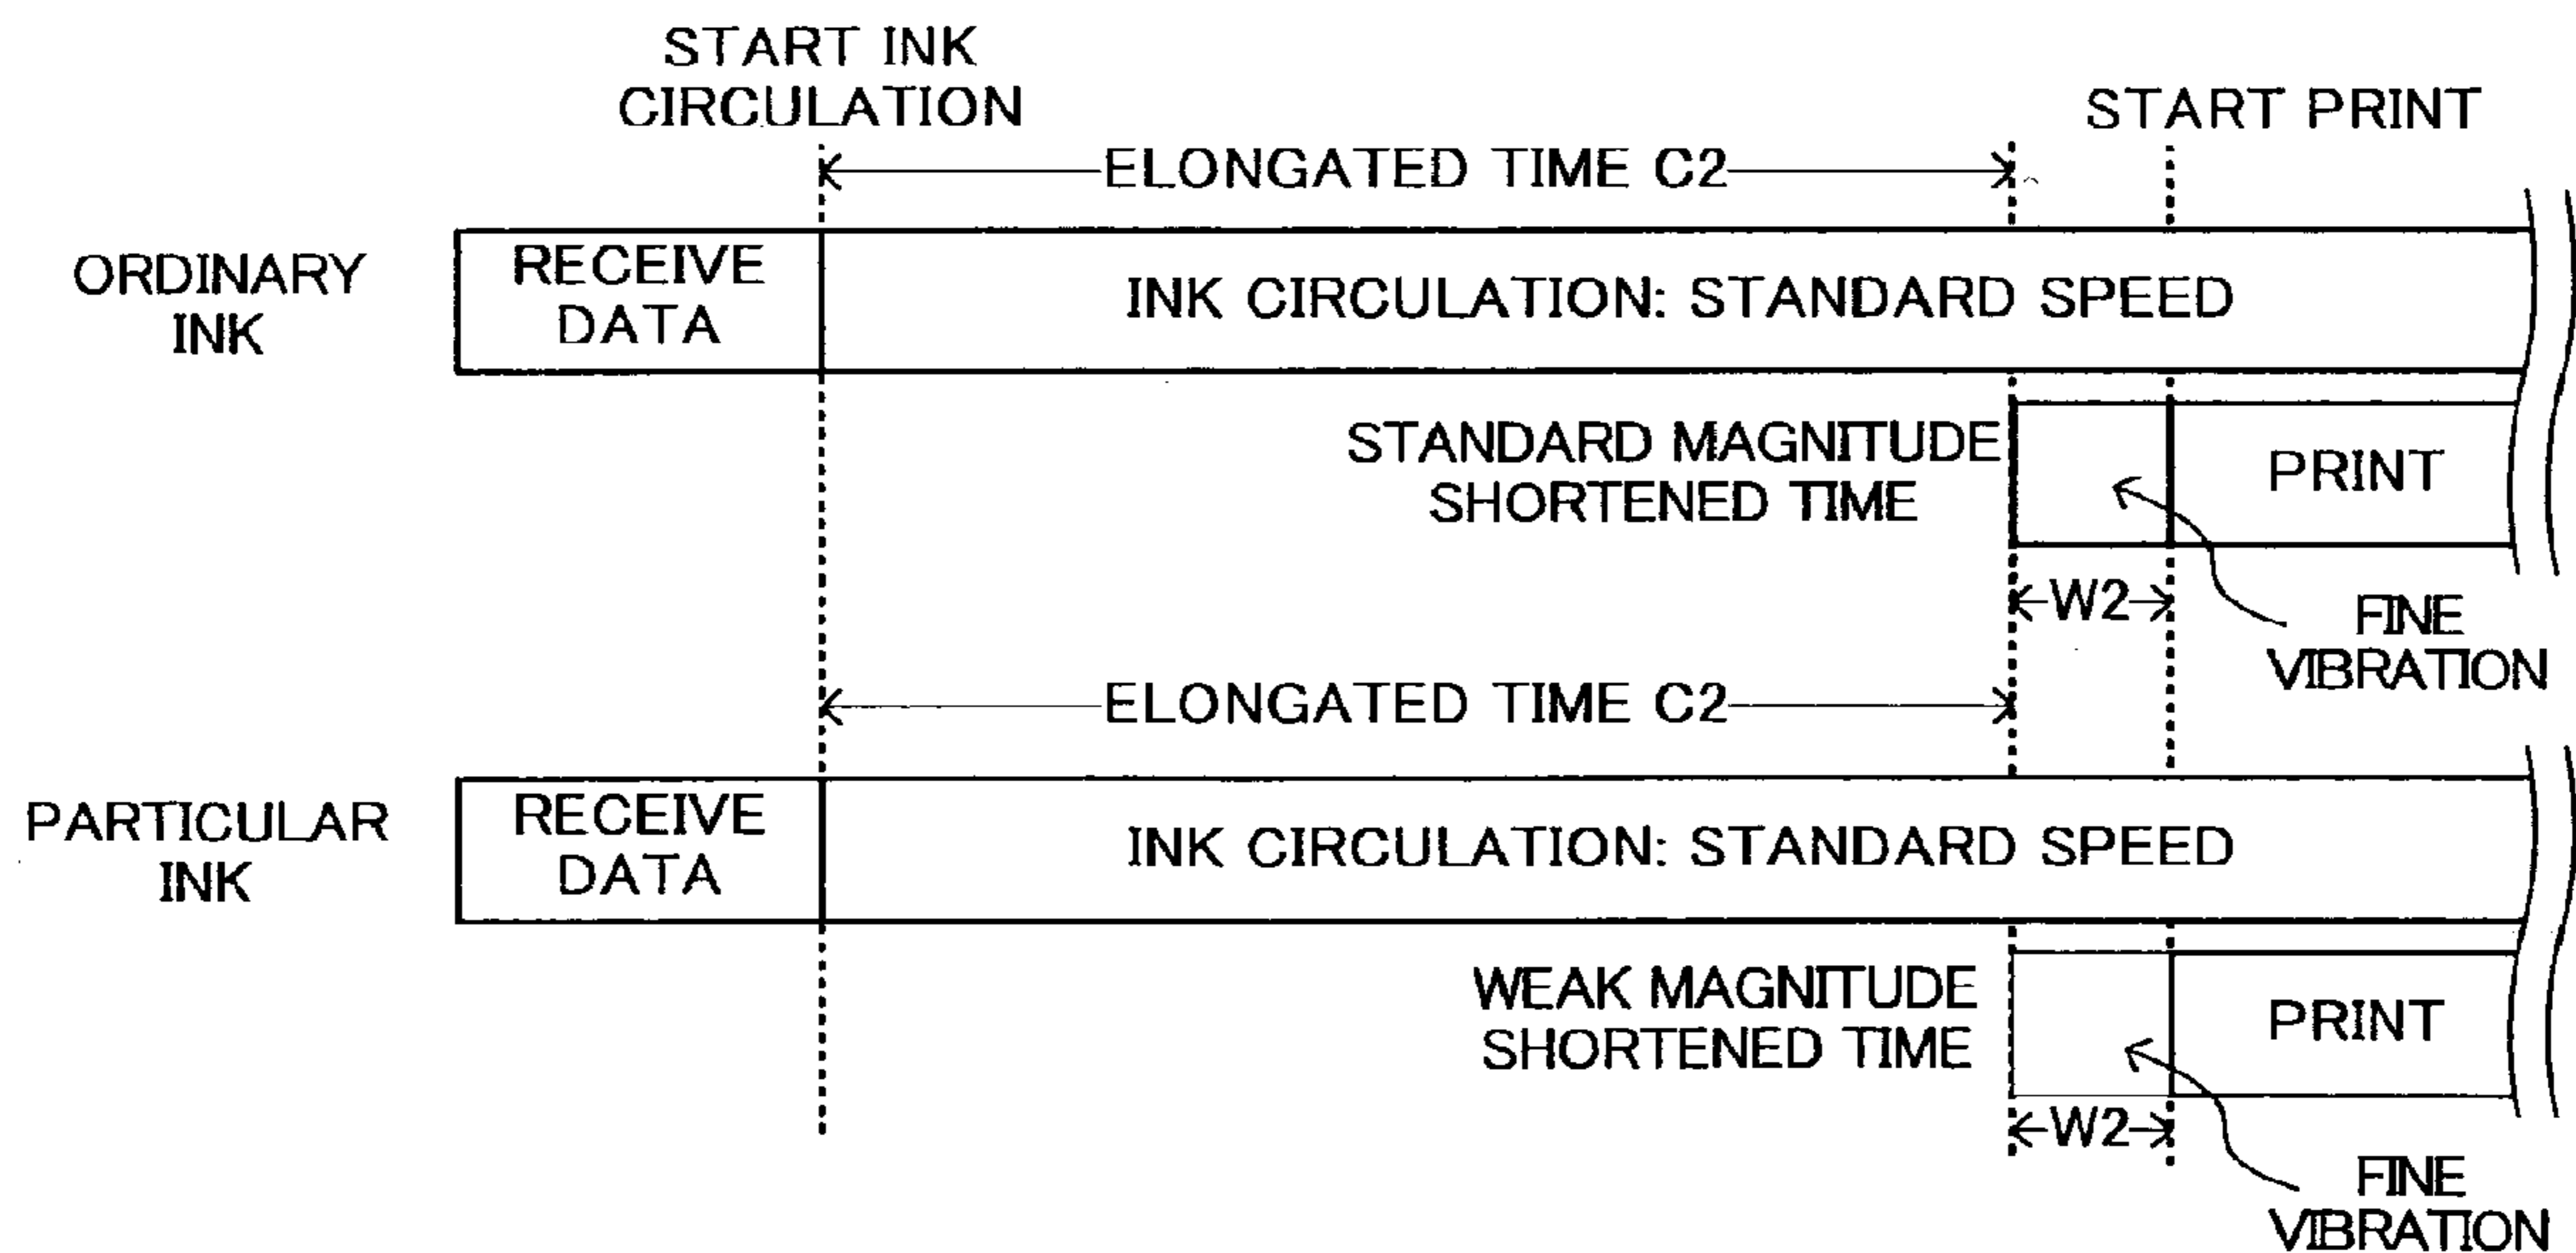 START INK
CIRCULATION
START PRINT
ELONGATED TIME C2
ORDINARY
INK
RECEIVE
DATA
INK CIRCULATION: STANDARD SPEED
STANDARD MAGNITUDE
SHORTENED TIME
PRINT
W2
FINE
VIBRATION
ELONGATED TIME C2
PARTICULAR
INK
RECEIVE
DATA
INK CIRCULATION: STANDARD SPEED
WEAK MAGNITUDE
SHORTENED TIME
PRINT
W2
FINE
VIBRATION